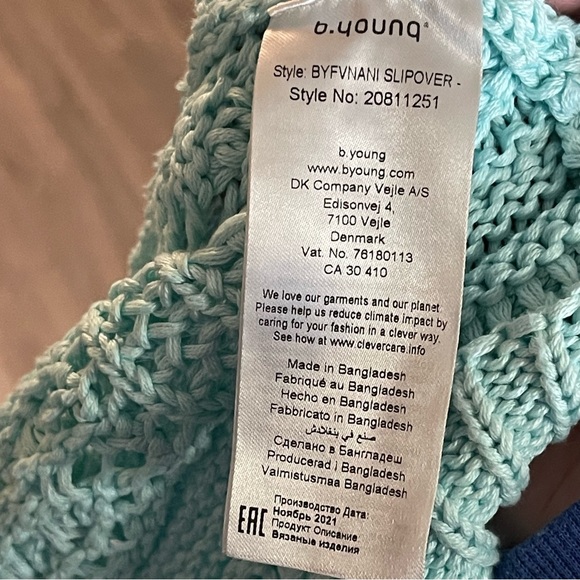 b.young
Style: BYFVNANI SLIPOVER -
Style No: 20811251
b.young
www.byoung.com
DK Company Vejle A/S
Edisonvej 4,
7100 Vejle
Denmark
Vat. No. 76180113
CA 30 410
We love our garments and our planet
Please help us reduce climate impact by
caring for your fashion in a clever way.
See how at www.clevercare.info
Made in Bangladesh
Fabriqué au Bangladesh
Hecho en Bangladesh
Fabbricato in Bangladesh
صنع في بنغلادش
Сделано в Бангладеш
Producerad i Bangladesh
Valmistusmaa Bangladesh
Производство Дата:
Ноябрь 2021
EAC Продукт Описание:
Вязаные изделия